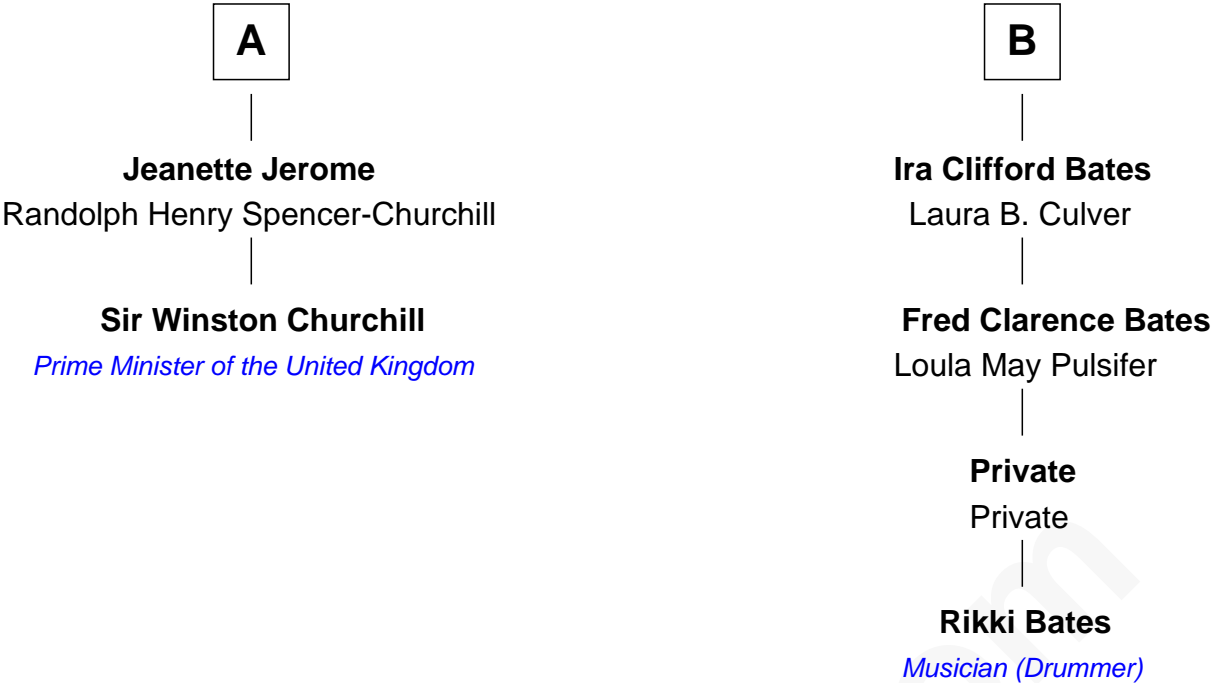 A
Jeanette Jerome
Randolph Henry Spencer-Churchill
Sir Winston Churchill
Prime Minister of the United Kingdom
B
Ira Clifford Bates
Laura B. Culver
Fred Clarence Bates
Loula May Pulsifer
Private
Private
Rikki Bates
Musician (Drummer)